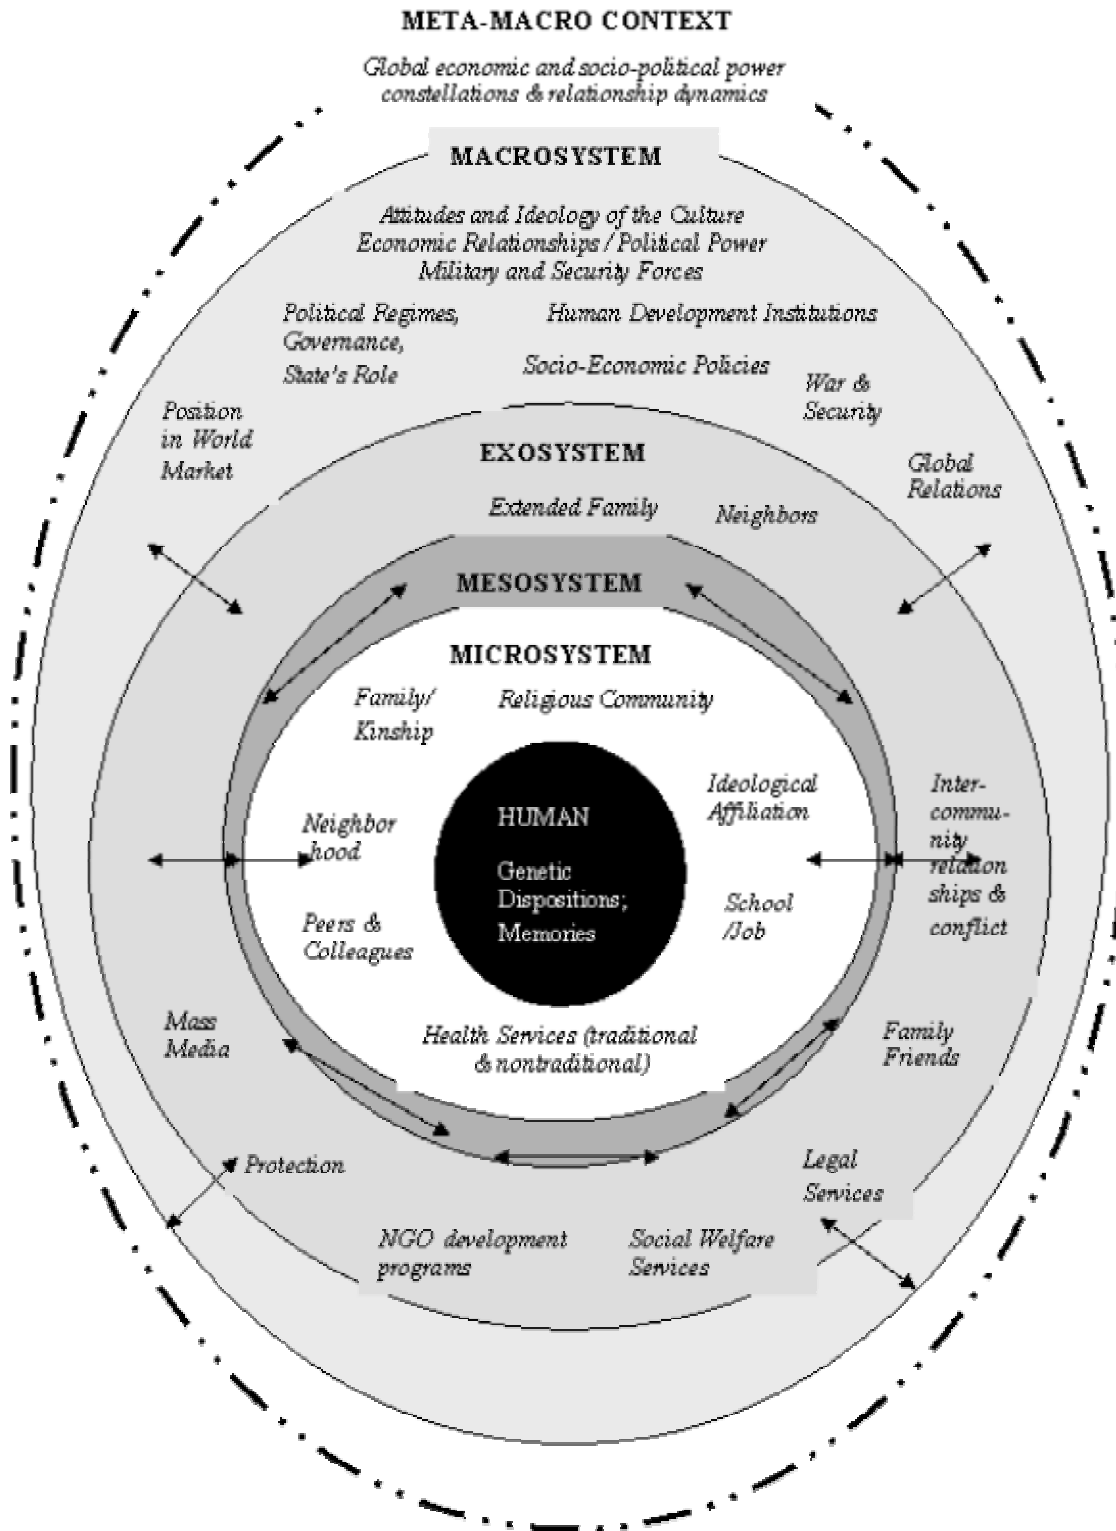 META-MACRO CONTEXT
Global economic and socio-political power
constellations & relationship dynamics
MACROSYSTEM
Attitudes and Ideology of the Culture
Economic Relationships / Political Power
Military and Security Forces
Political Regimes,
Governance,
State's Role
Human Development Institutions
Socio-Economic Policies
War &
Security
Position
in World
Market
Global
Relations
EXOSYSTEM
Extended Family
Neighbors
MESOSYSTEM
MICROSYSTEM
Family/
Kinship
Religious Community
Ideological
Affiliation
Inter-
commu-
nity
relation
ships &
conflict
Neighbor
hood
HUMAN
Genetic
Dispositions;
Memories
School
/Job
Peers &
Colleagues
Mass
Media
Health Services (traditional
& nontraditional)
Family
Friends
Protection
Legal
Services
NGO development
programs
Social Welfare
Services